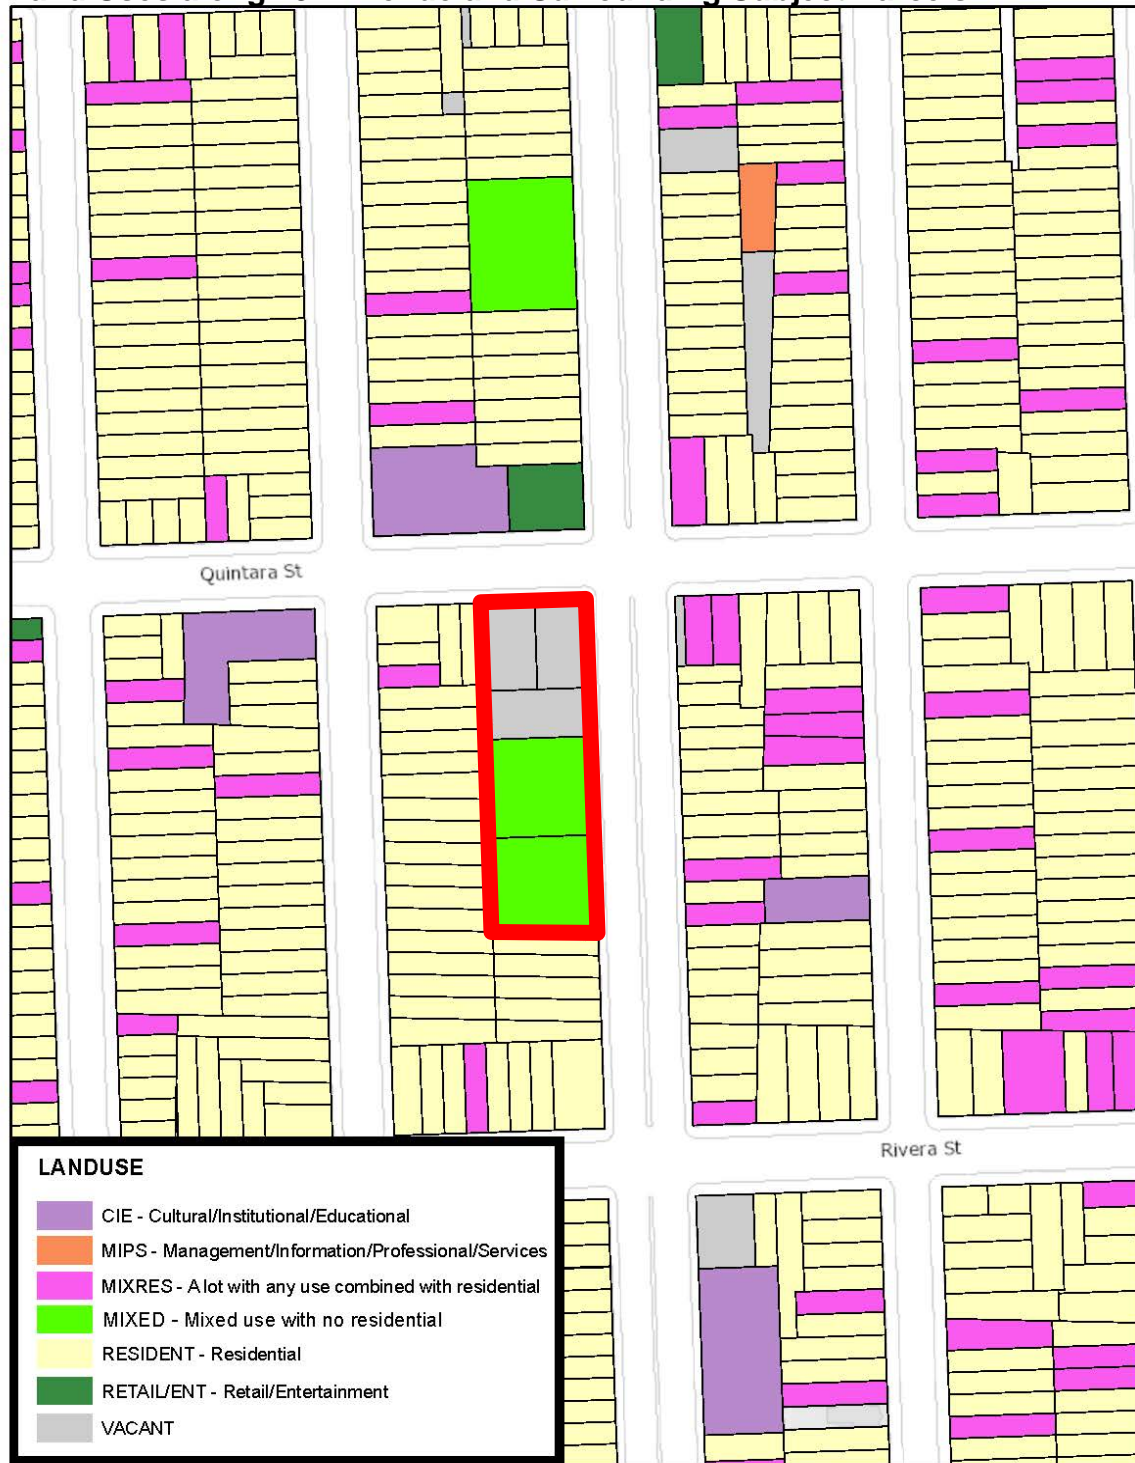 Quintara St
Rivera St
LANDUSE
CIE - Cultural/Institutional/Educational
MIPS - Management/Information/Professional/Services
MIXRES - A lot with any use combined with residential
MIXED - Mixed use with no residential
RESIDENT - Residential
RETAIL/ENT - Retail/Entertainment
VACANT